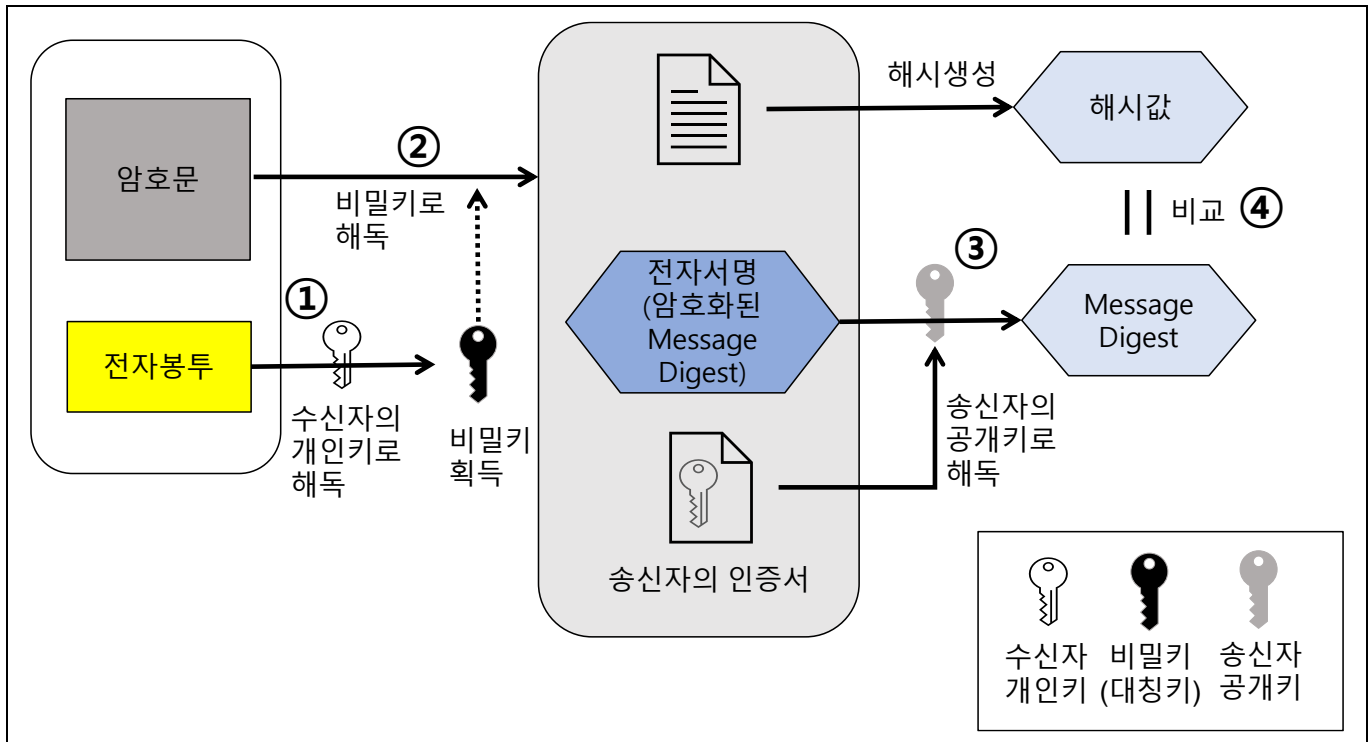 암호문
②
비밀키로
해독
전자봉투
①
수신자의
개인키로
해독
비밀키
획득
전자서명
(암호화된
Message
Digest)
송신자의 인증서
해시생성
해시값
비교 ④
③
Message
Digest
송신자의
공개키로
해독
수신자
개인키
비밀키
(대칭키)
송신자
공개키